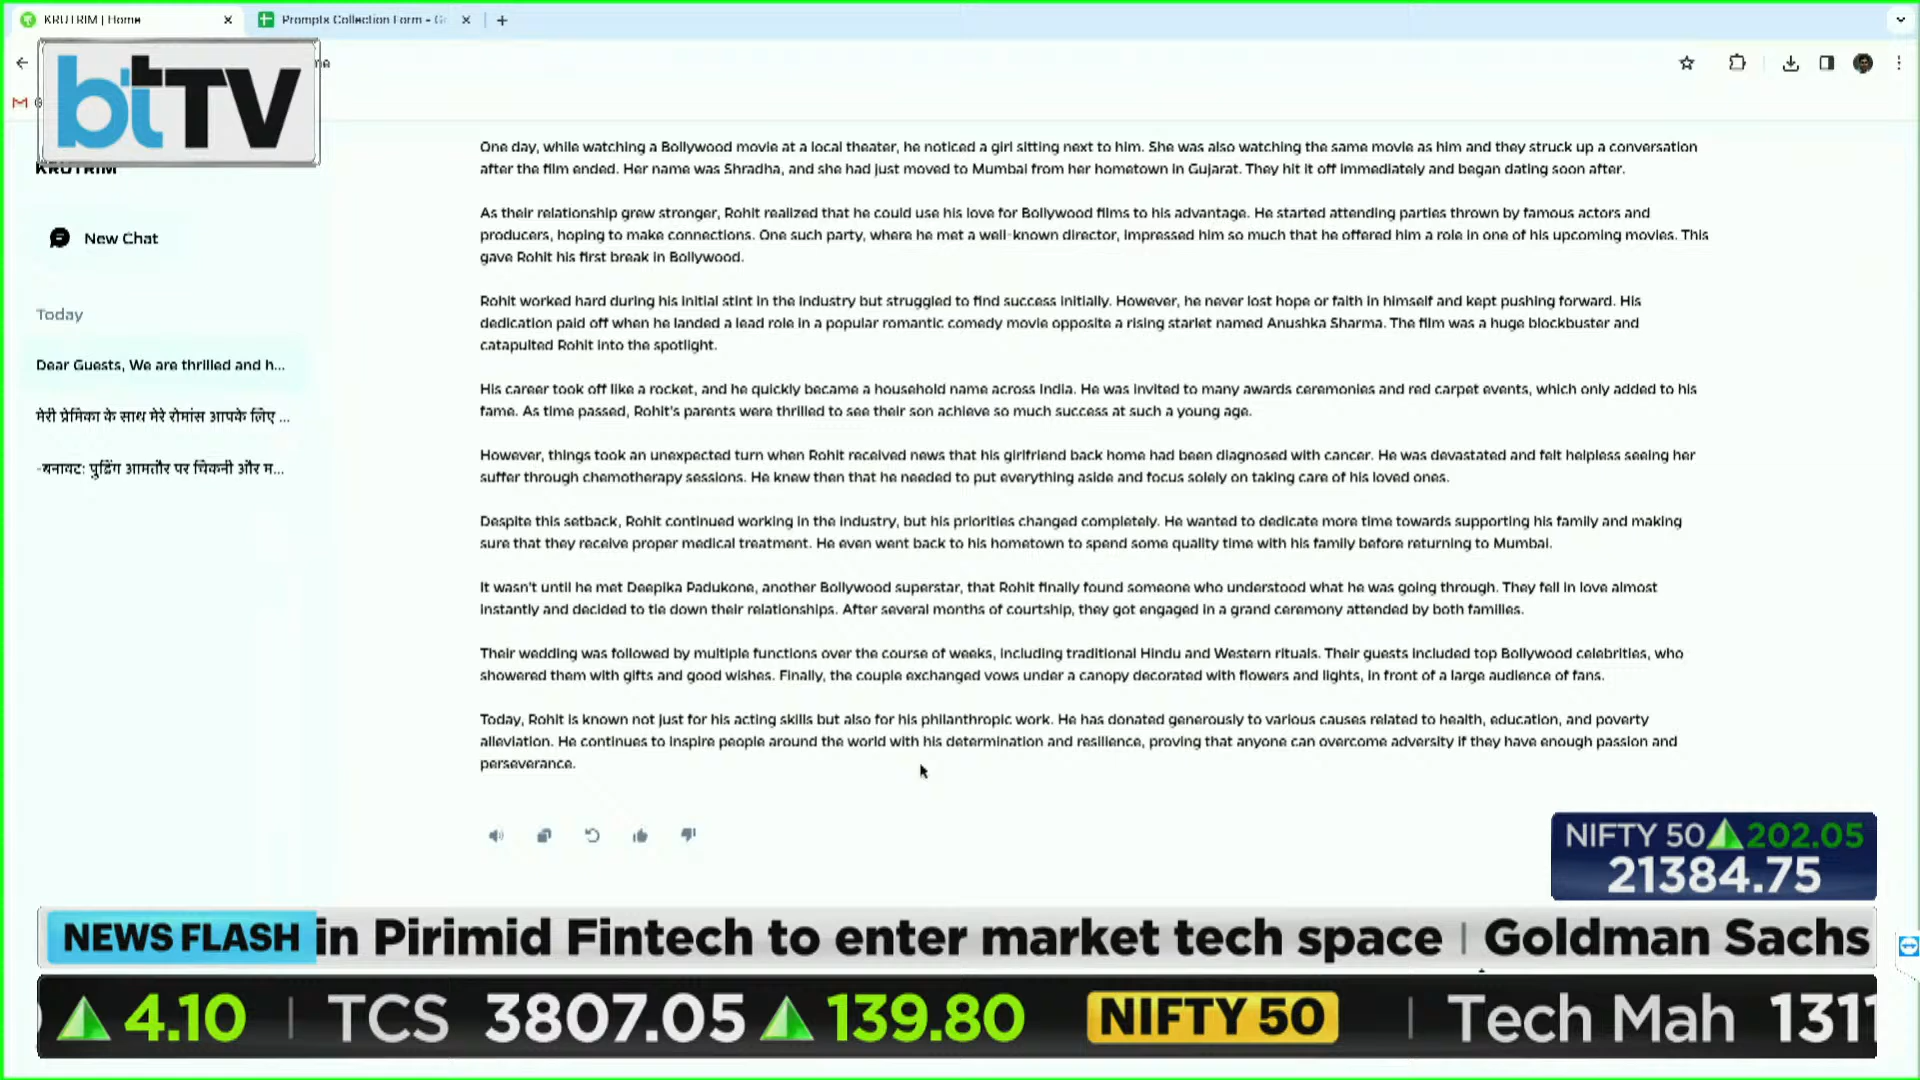 KRUTRIM | Home
Prompts Collection Form - G
btTV
KRUTRIM
New Chat
Today
Dear Guests, We are thrilled and h...
मेरी प्रेमिका के साथ मेरे रोमांस आपके लिए ...
-बनावट: पुडिंग आमतौर पर चिकनी और म...
One day, while watching a Bollywood movie at a local theater, he noticed a girl sitting next to him. She was also watching the same movie as him and they struck up a conversation
after the film ended. Her name was Shradha, and she had just moved to Mumbai from her hometown in Gujarat. They hit it off immediately and began dating soon after.
As their relationship grew stronger, Rohit realized that he could use his love for Bollywood films to his advantage. He started attending parties thrown by famous actors and
producers, hoping to make connections. One such party, where he met a well-known director, impressed him so much that he offered him a role in one of his upcoming movies. This
gave Rohit his first break in Bollywood.
Rohit worked hard during his initial stint in the industry but struggled to find success initially. However, he never lost hope or faith in himself and kept pushing forward. His
dedication paid off when he landed a lead role in a popular romantic comedy movie opposite a rising starlet named Anushka Sharma. The film was a huge blockbuster and
catapulted Rohit into the spotlight.
His career took off like a rocket, and he quickly became a household name across India. He was invited to many awards ceremonies and red carpet events, which only added to his
fame. As time passed, Rohit's parents were thrilled to see their son achieve so much success at such a young age.
However, things took an unexpected turn when Rohit received news that his girlfriend back home had been diagnosed with cancer. He was devastated and felt helpless seeing her
suffer through chemotherapy sessions. He knew then that he needed to put everything aside and focus solely on taking care of his loved ones.
Despite this setback, Rohit continued working in the industry, but his priorities changed completely. He wanted to dedicate more time towards supporting his family and making
sure that they receive proper medical treatment. He even went back to his hometown to spend some quality time with his family before returning to Mumbai.
It wasn't until he met Deepika Padukone, another Bollywood superstar, that Rohit finally found someone who understood what he was going through. They fell in love almost
instantly and decided to tie down their relationships. After several months of courtship, they got engaged in a grand ceremony attended by both families.
Their wedding was followed by multiple functions over the course of weeks, including traditional Hindu and Western rituals. Their guests included top Bollywood celebrities, who
showered them with gifts and good wishes. Finally, the couple exchanged vows under a canopy decorated with flowers and lights, in front of a large audience of fans.
Today, Rohit is known not just for his acting skills but also for his philanthropic work. He has donated generously to various causes related to health, education, and poverty
alleviation. He continues to inspire people around the world with his determination and resilience, proving that anyone can overcome adversity if they have enough passion and
perseverance.
NIFTY 50 202.05
21384.75
NEWS FLASH in Pirimid Fintech to enter market tech space | Goldman Sachs
4.10 | TCS 3807.05 139.80 NIFTY 50 | Tech Mah 1311